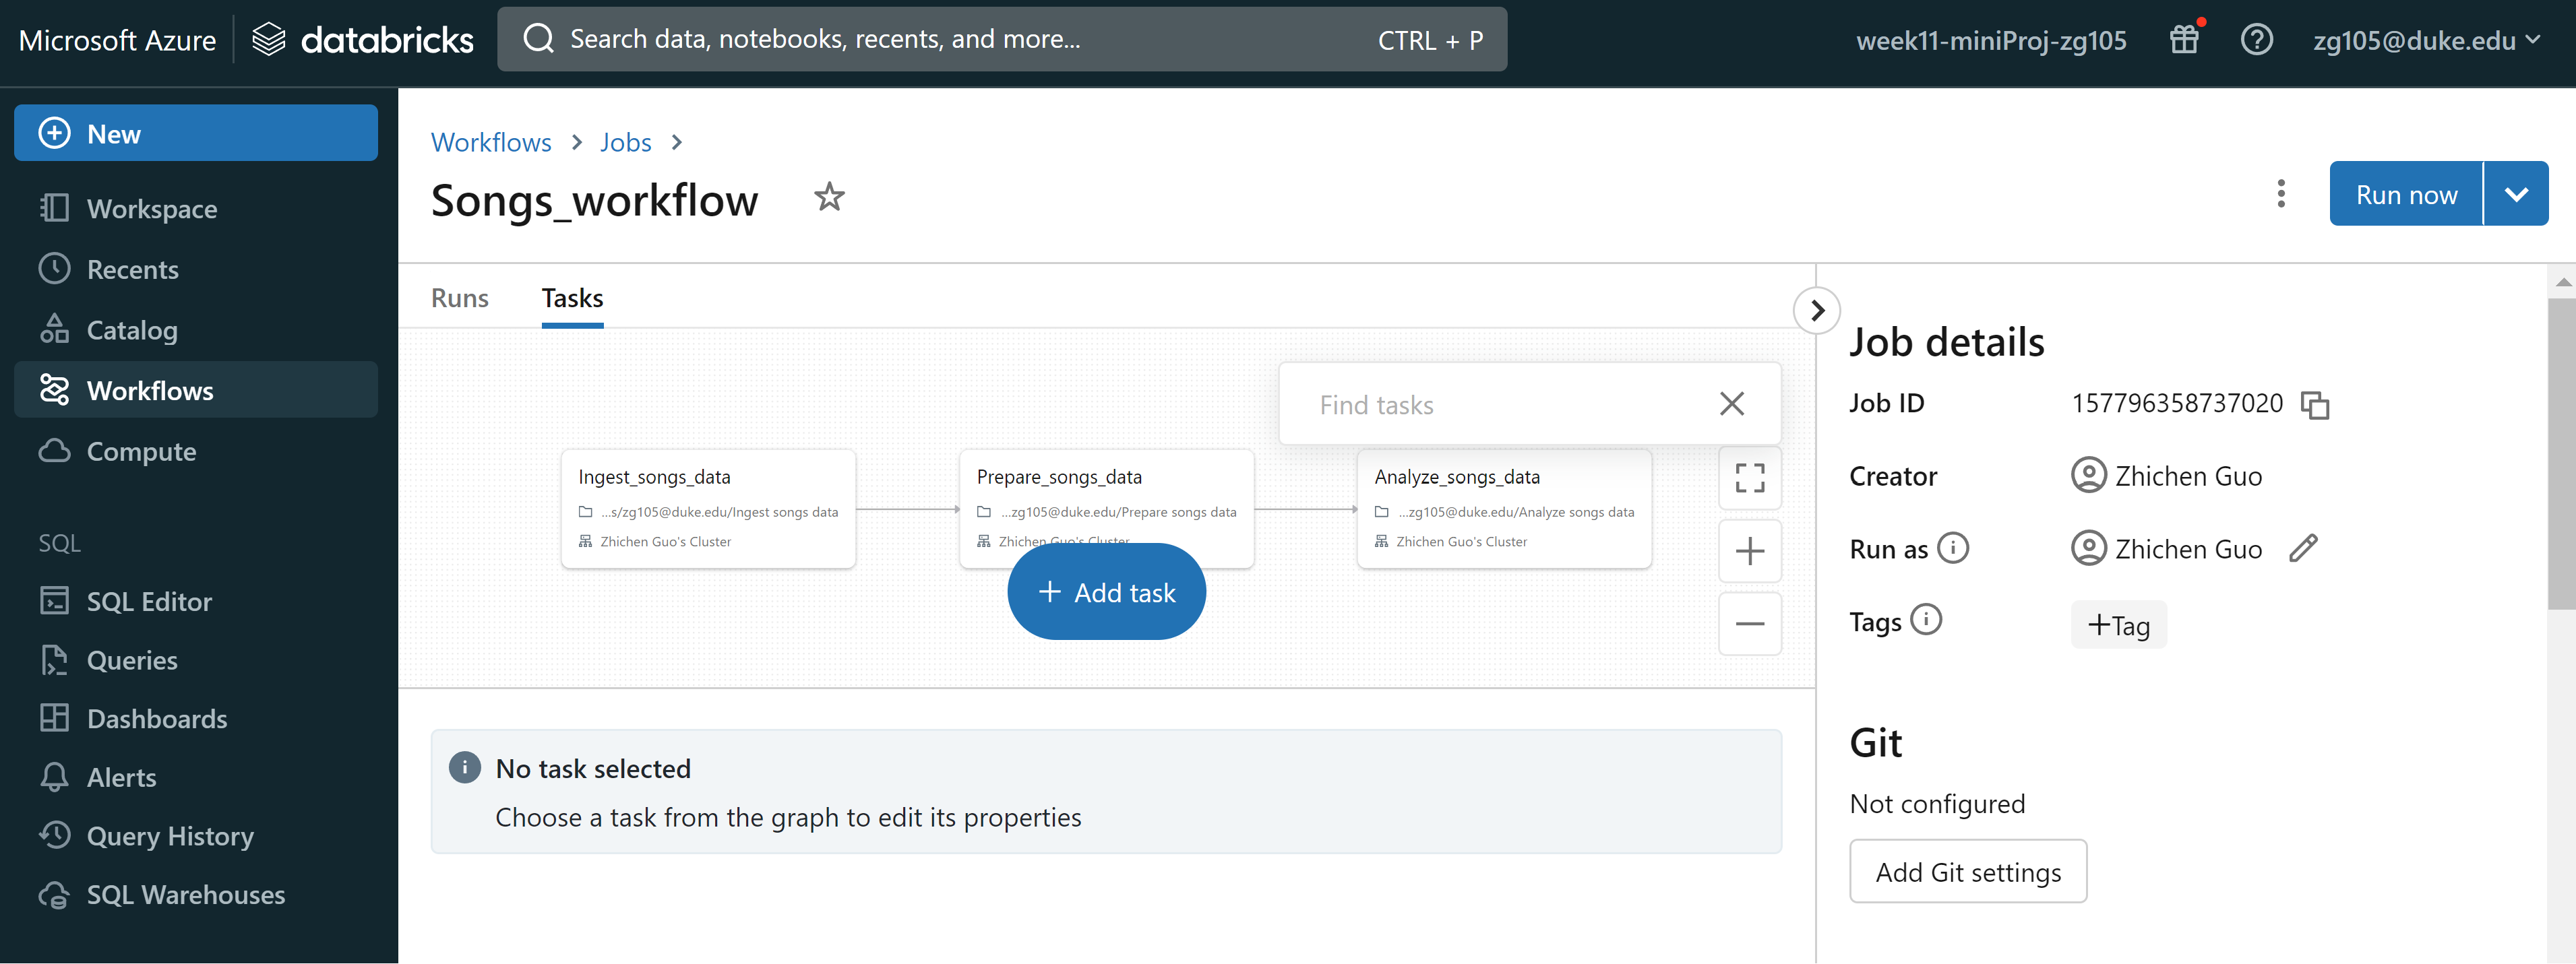 Microsoft Azure
databricks
Search data, notebooks, recents, and more...
CTRL + P
week11-miniProj-zg105
zg105@duke.edu
New
Workspace
Recents
Catalog
Workflows
Compute
SQL
SQL Editor
Queries
Dashboards
Alerts
Query History
SQL Warehouses
Workflows > Jobs >
Songs_workflow
Run now
Runs
Tasks
Find tasks
Ingest_songs_data
...s/zg105@duke.edu/Ingest songs data
Zhichen Guo's Cluster
Prepare_songs_data
...zg105@duke.edu/Prepare songs data
Zhichen Guo's Cluster
Analyze_songs_data
...zg105@duke.edu/Analyze songs data
Zhichen Guo's Cluster
+ Add task
No task selected
Choose a task from the graph to edit its properties
Job details
Job ID 157796358737020
Creator Zhichen Guo
Run as Zhichen Guo
Tags +Tag
Git
Not configured
Add Git settings